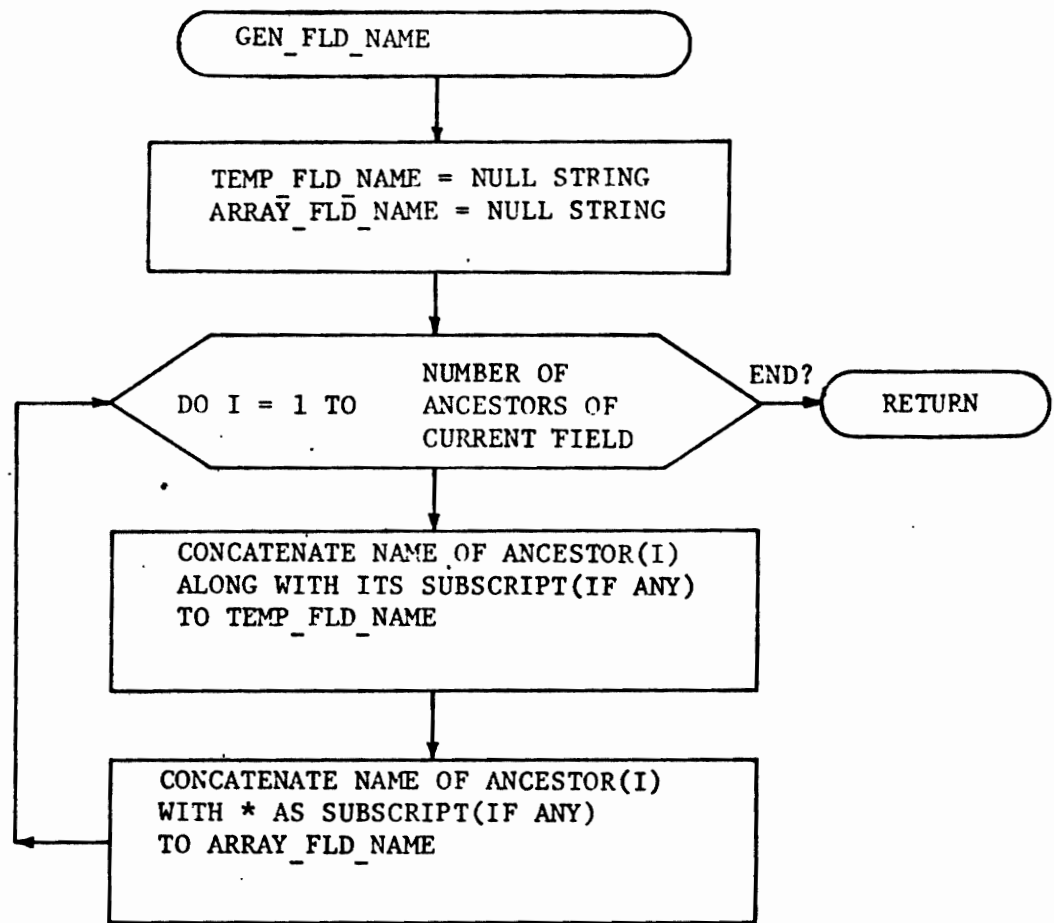 GEN_FLD_NAME
TEMP_FLD_NAME = NULL STRING
ARRAY_FLD_NAME = NULL STRING
DO I = 1 TO
NUMBER OF
ANCESTORS OF
CURRENT FIELD
END?
RETURN
CONCATENATE NAME OF ANCESTOR(I)
ALONG WITH ITS SUBSCRIPT(IF ANY)
TO TEMP_FLD_NAME
CONCATENATE NAME OF ANCESTOR(I)
WITH * AS SUBSCRIPT(IF ANY)
TO ARRAY_FLD_NAME